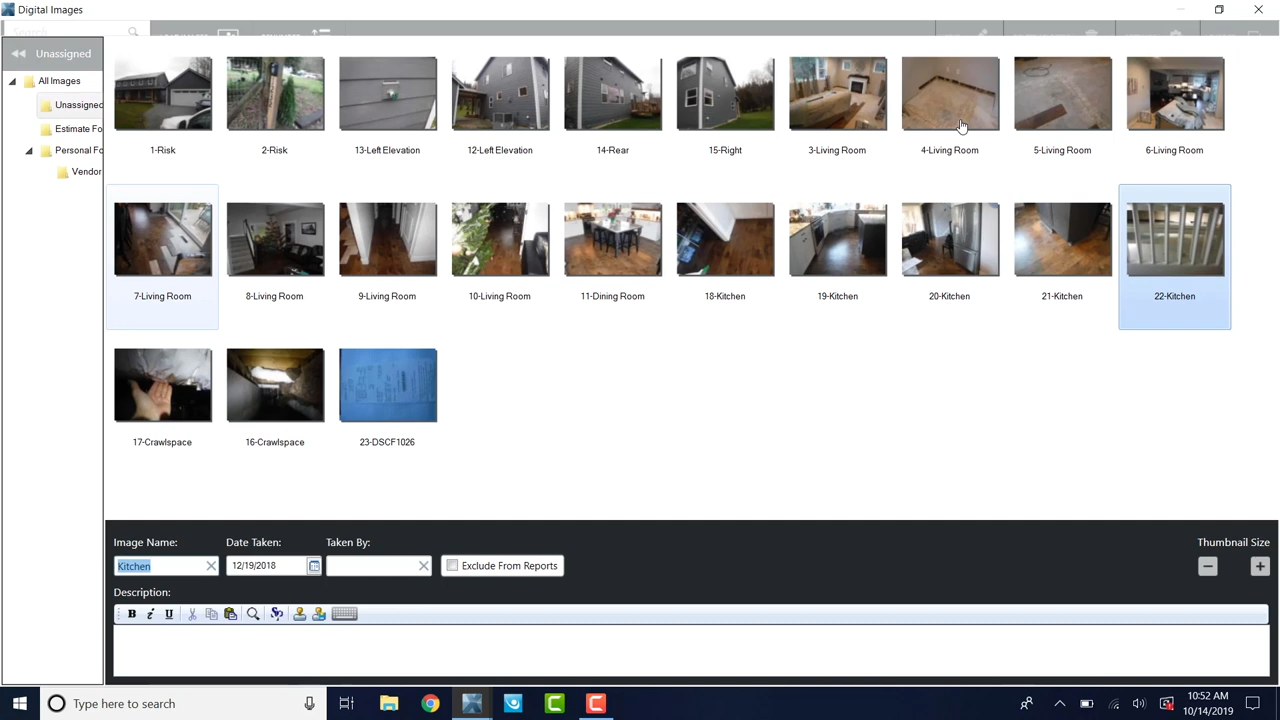 Digital Images
Search
Unassigned
All Images
Unassigned
Estimate Fo
Personal Fo
Vendor
1-Risk
2-Risk
13-Left Elevation
12-Left Elevation
14-Rear
15-Right
3-Living Room
4-Living Room
5-Living Room
6-Living Room
7-Living Room
8-Living Room
9-Living Room
10-Living Room
11-Dining Room
18-Kitchen
19-Kitchen
20-Kitchen
21-Kitchen
22-Kitchen
17-Crawlspace
16-Crawlspace
23-DSCF1026
Image Name:
Date Taken:
Taken By:
Thumbnail Size
Kitchen
12/19/2018
Exclude From Reports
Description:
B i U
Type here to search
10:52 AM
10/14/2019